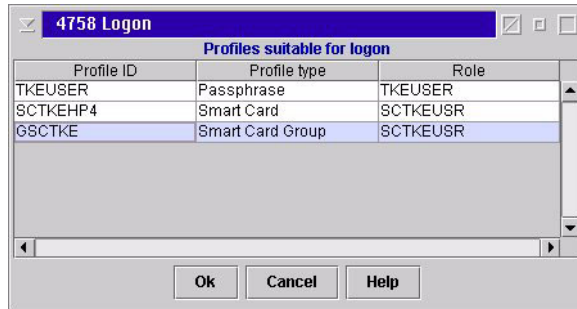 4758 Logon
Profiles suitable for logon
Profile ID Profile type Role
TKEUSER Passphrase TKEUSER
SCTKEHP4 Smart Card SCTKEUSR
GSCTKE Smart Card Group SCTKEUSR
Ok Cancel Help